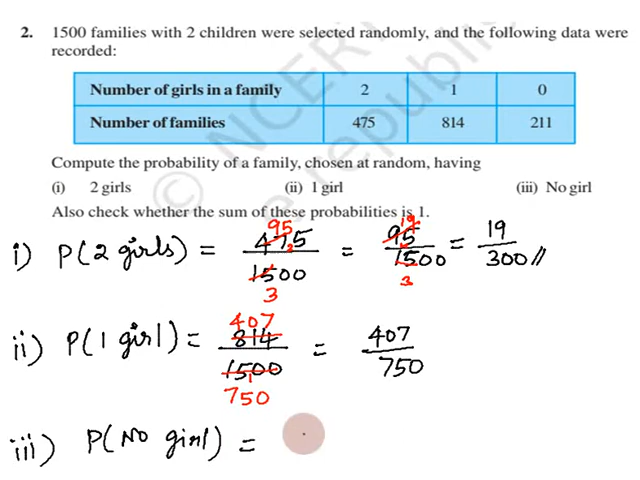 2. 1500 families with 2 children were selected randomly, and the following data were
recorded:
Number of girls in a family 2 1 0
Number of families 475 814 211
Compute the probability of a family, chosen at random, having
(i) 2 girls (ii) 1 girl (iii) No girl
Also check whether the sum of these probabilities is 1.
95 19
i) P(2 girls) = 475/1500 = 95/1500 = 19/300//
3 3
407
ii) P(1 girl) = 814/1500 = 407/750
750
iii) P(No girl) =